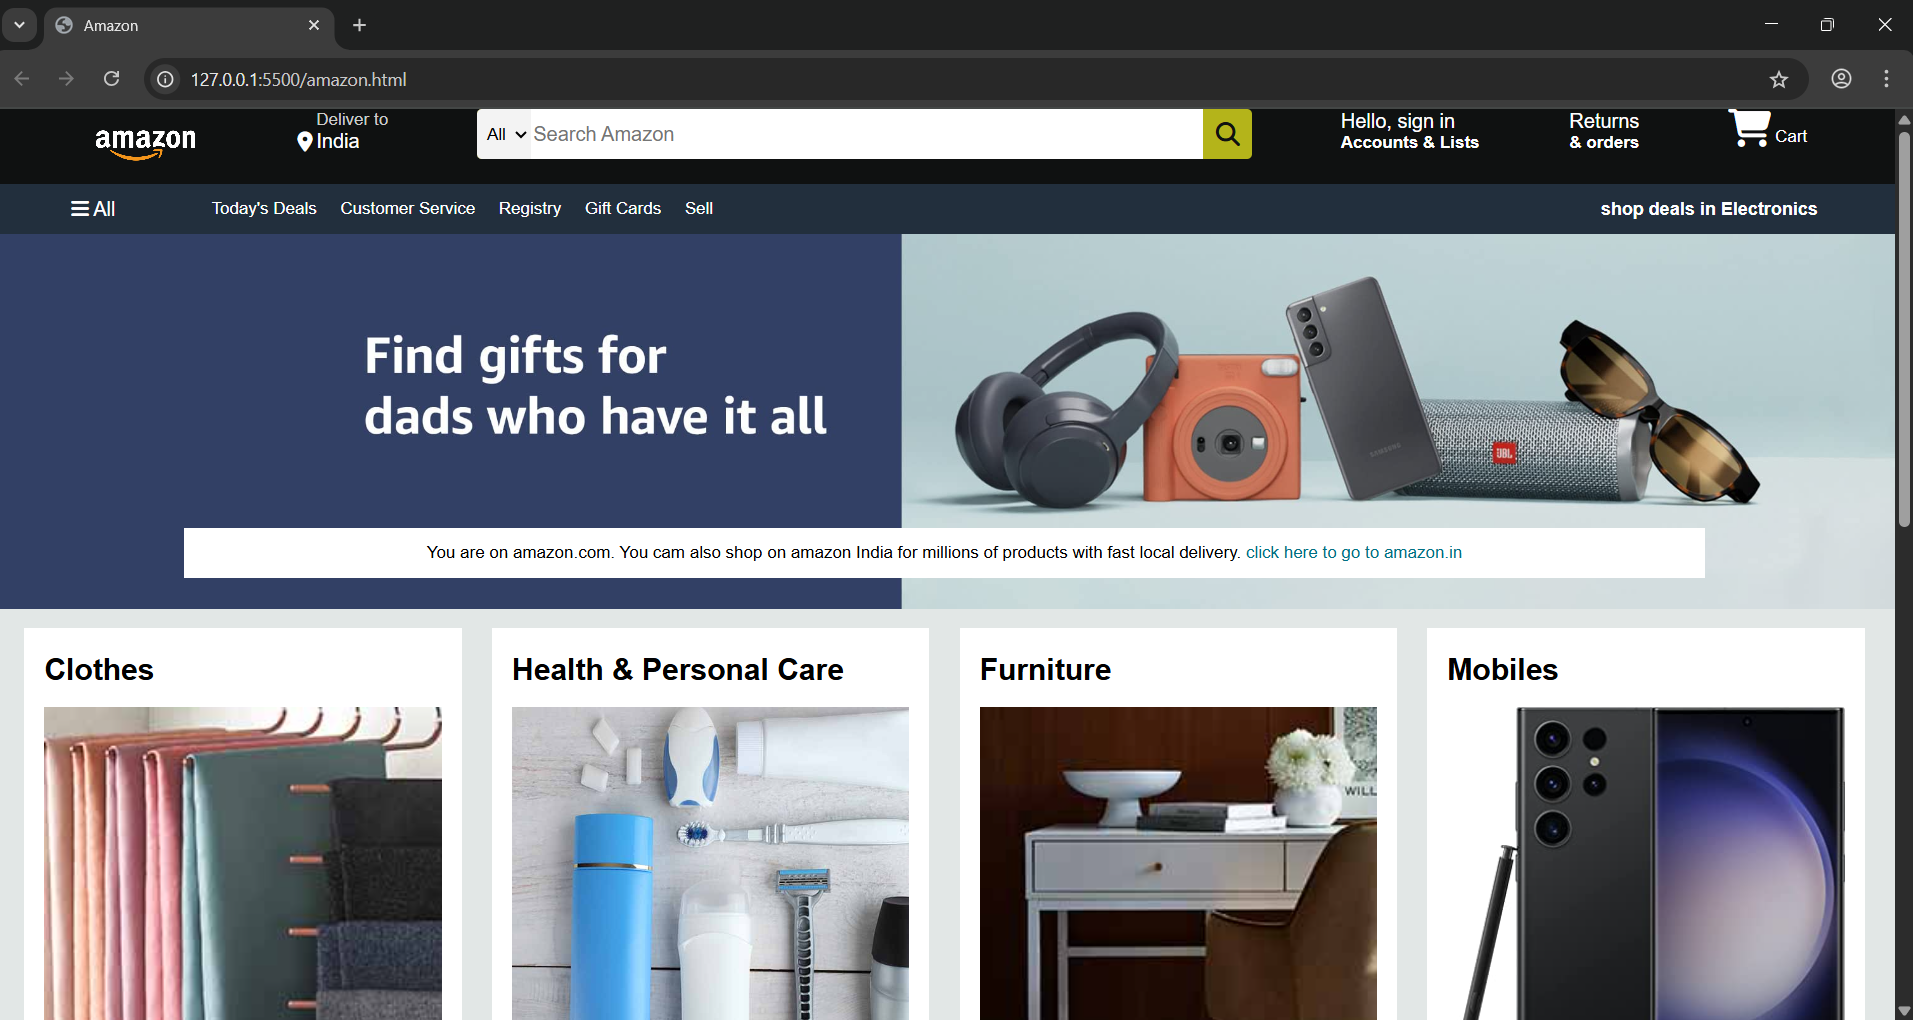 Amazon
127.0.0.1:5500/amazon.html
amazon
Deliver to
India
All
Search Amazon
Hello, sign in
Accounts & Lists
Returns
& orders
Cart
All
Today's Deals
Customer Service
Registry
Gift Cards
Sell
shop deals in Electronics
Find gifts for
dads who have it all
SAMSUNG
JBL
You are on amazon.com. You cam also shop on amazon India for millions of products with fast local delivery. click here to go to amazon.in
Clothes
Health & Personal Care
Furniture
Mobiles
WILL